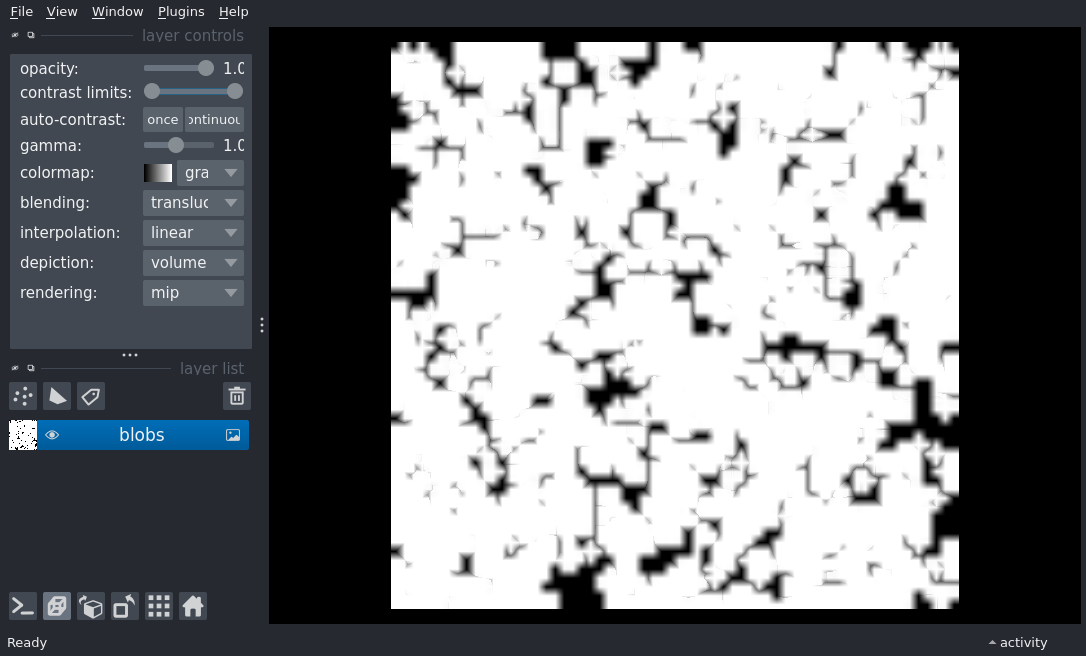 File View Window Plugins Help
layer controls
opacity: 1.0
contrast limits:
auto-contrast: once ontinuou
gamma: 1.0
colormap: gra
blending: transluc
interpolation: linear
depiction: volume
rendering: mip
layer list
blobs
Ready activity